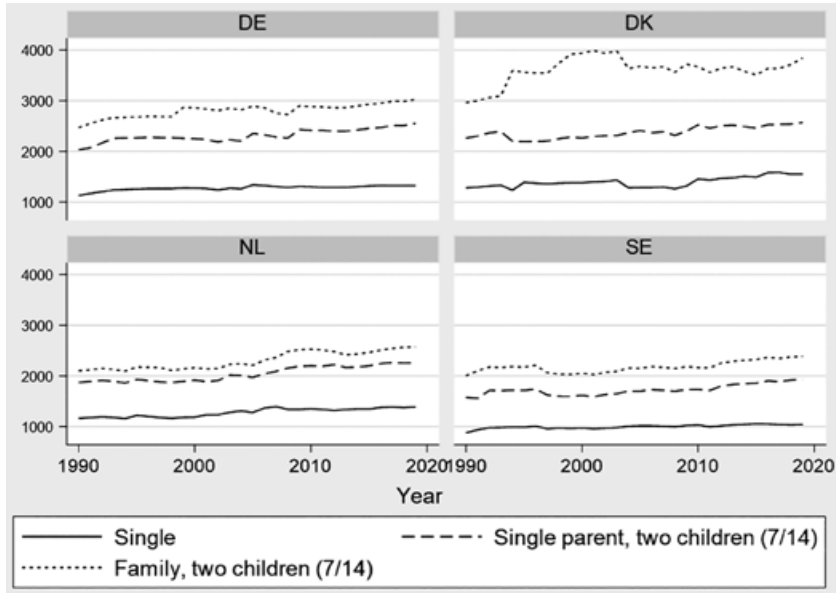 DE
DK
4000
3000
2000
1000
NL
SE
4000
3000
2000
1000
1990
2000
2010
2020
1990
2000
2010
2020
Year
Single
Single parent, two children (7/14)
Family, two children (7/14)